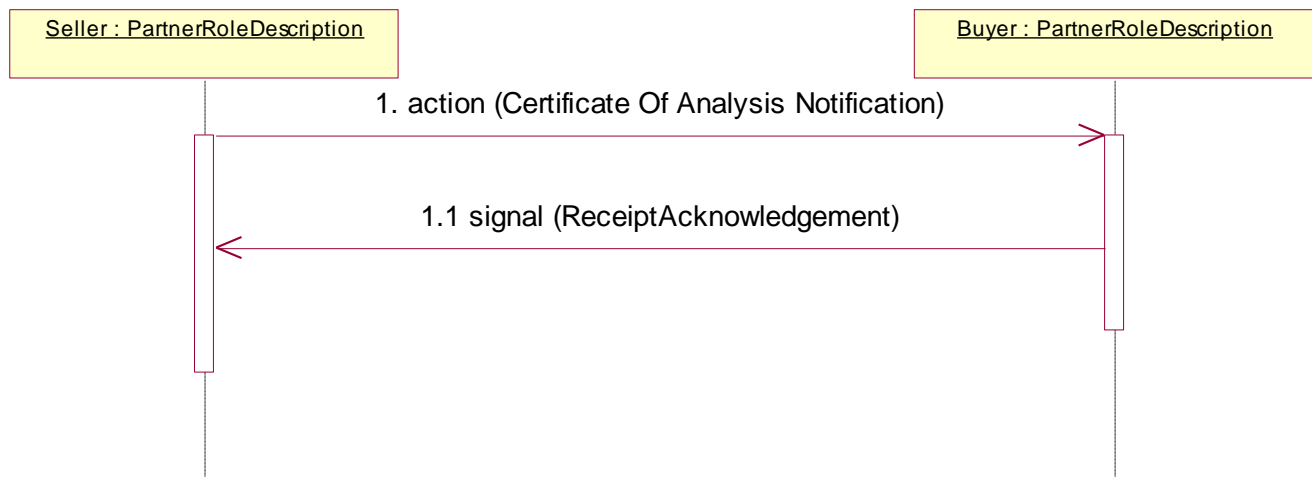 Seller : PartnerRoleDescription
Buyer : PartnerRoleDescription
1. action (Certificate Of Analysis Notification)
1.1 signal (ReceiptAcknowledgement)